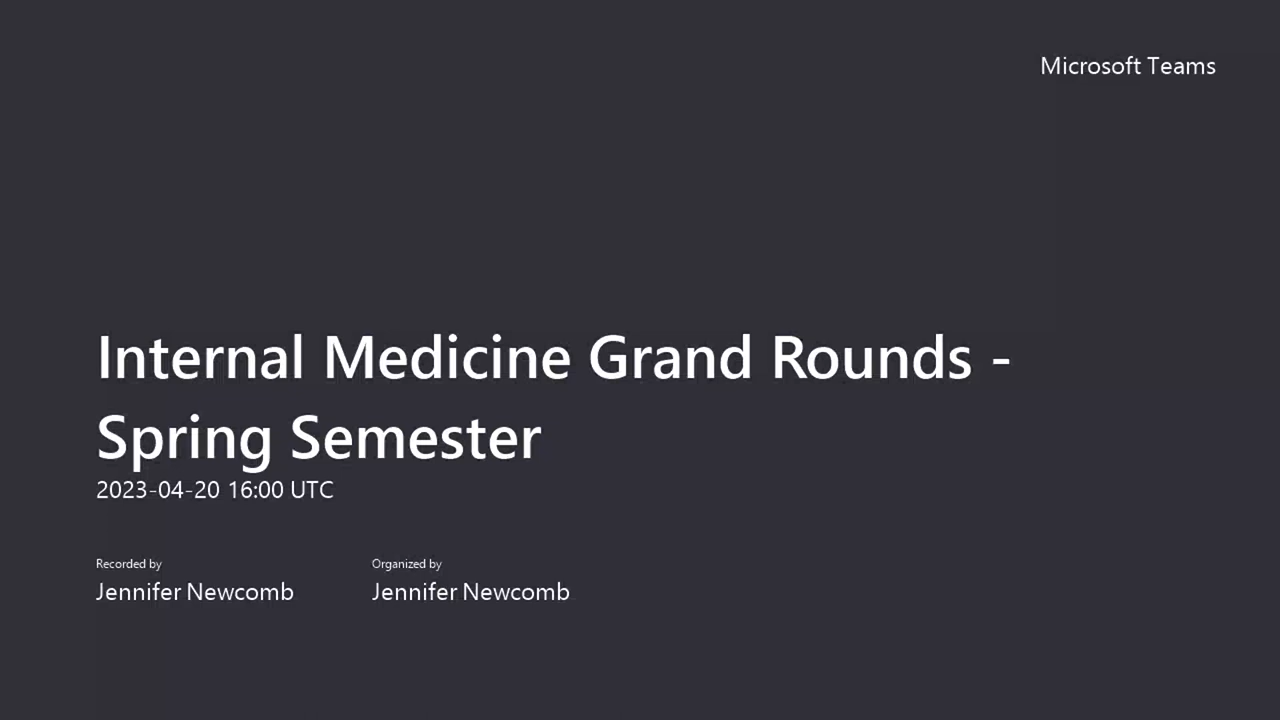 Microsoft Teams
Internal Medicine Grand Rounds -
Spring Semester
2023-04-20 16:00 UTC
Recorded by
Jennifer Newcomb
Organized by
Jennifer Newcomb